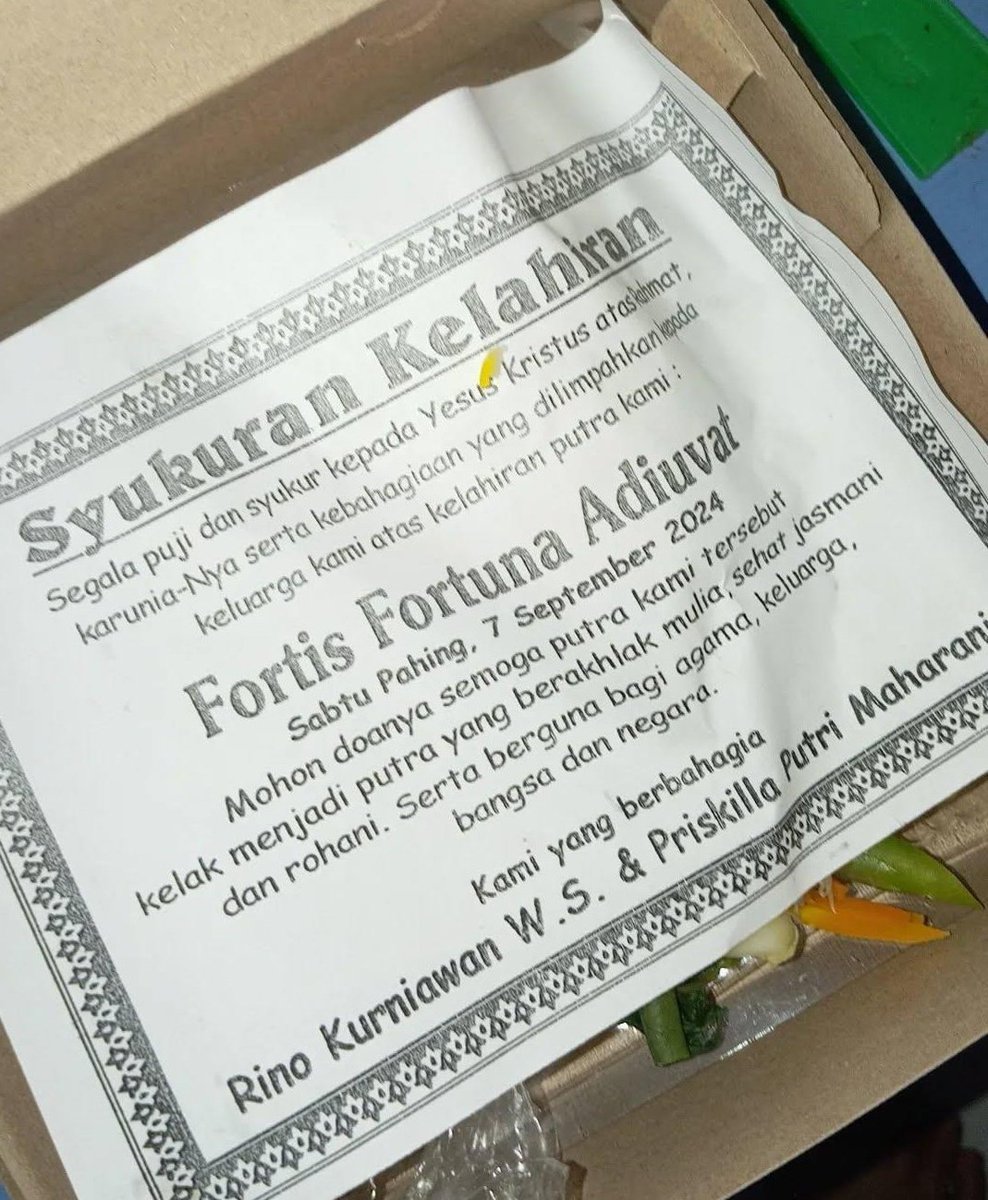 Syukuran Kelahiran
Segala puji dan syukur kepada Yesus Kristus atas rahmat,
karunia-Nya serta kebahagiaan yang dilimpahkan kepada
keluarga kami atas kelahiran putra kami :
Fortis Fortuna Adiuvat
Sabtu Pahing, 7 September 2024
Mohon doanya semoga putra kami tersebut
kelak menjadi putra yang berakhlak mulia, sehat jasmani
dan rohani. Serta berguna bagi agama, keluarga,
bangsa dan negara.
Kami yang berbahagia
Rino Kurniawan W.S. & Priskilla Putri Maharani